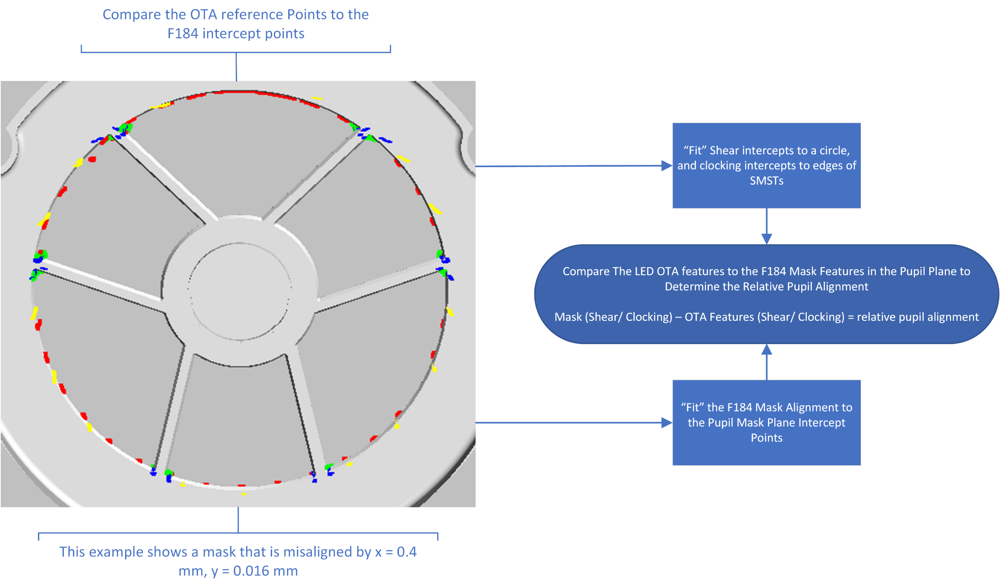 Compare the OTA reference Points to the
F184 intercept points
“Fit” Shear intercepts to a circle,
and clocking intercepts to edges of
SMSTs
Compare The LED OTA features to the F184 Mask Features in the Pupil Plane to
Determine the Relative Pupil Alignment
Mask (Shear/ Clocking) – OTA Features (Shear/ Clocking) = relative pupil alignment
“Fit” the F184 Mask Alignment to
the Pupil Mask Plane Intercept
Points
This example shows a mask that is misaligned by x = 0.4
mm, y = 0.016 mm